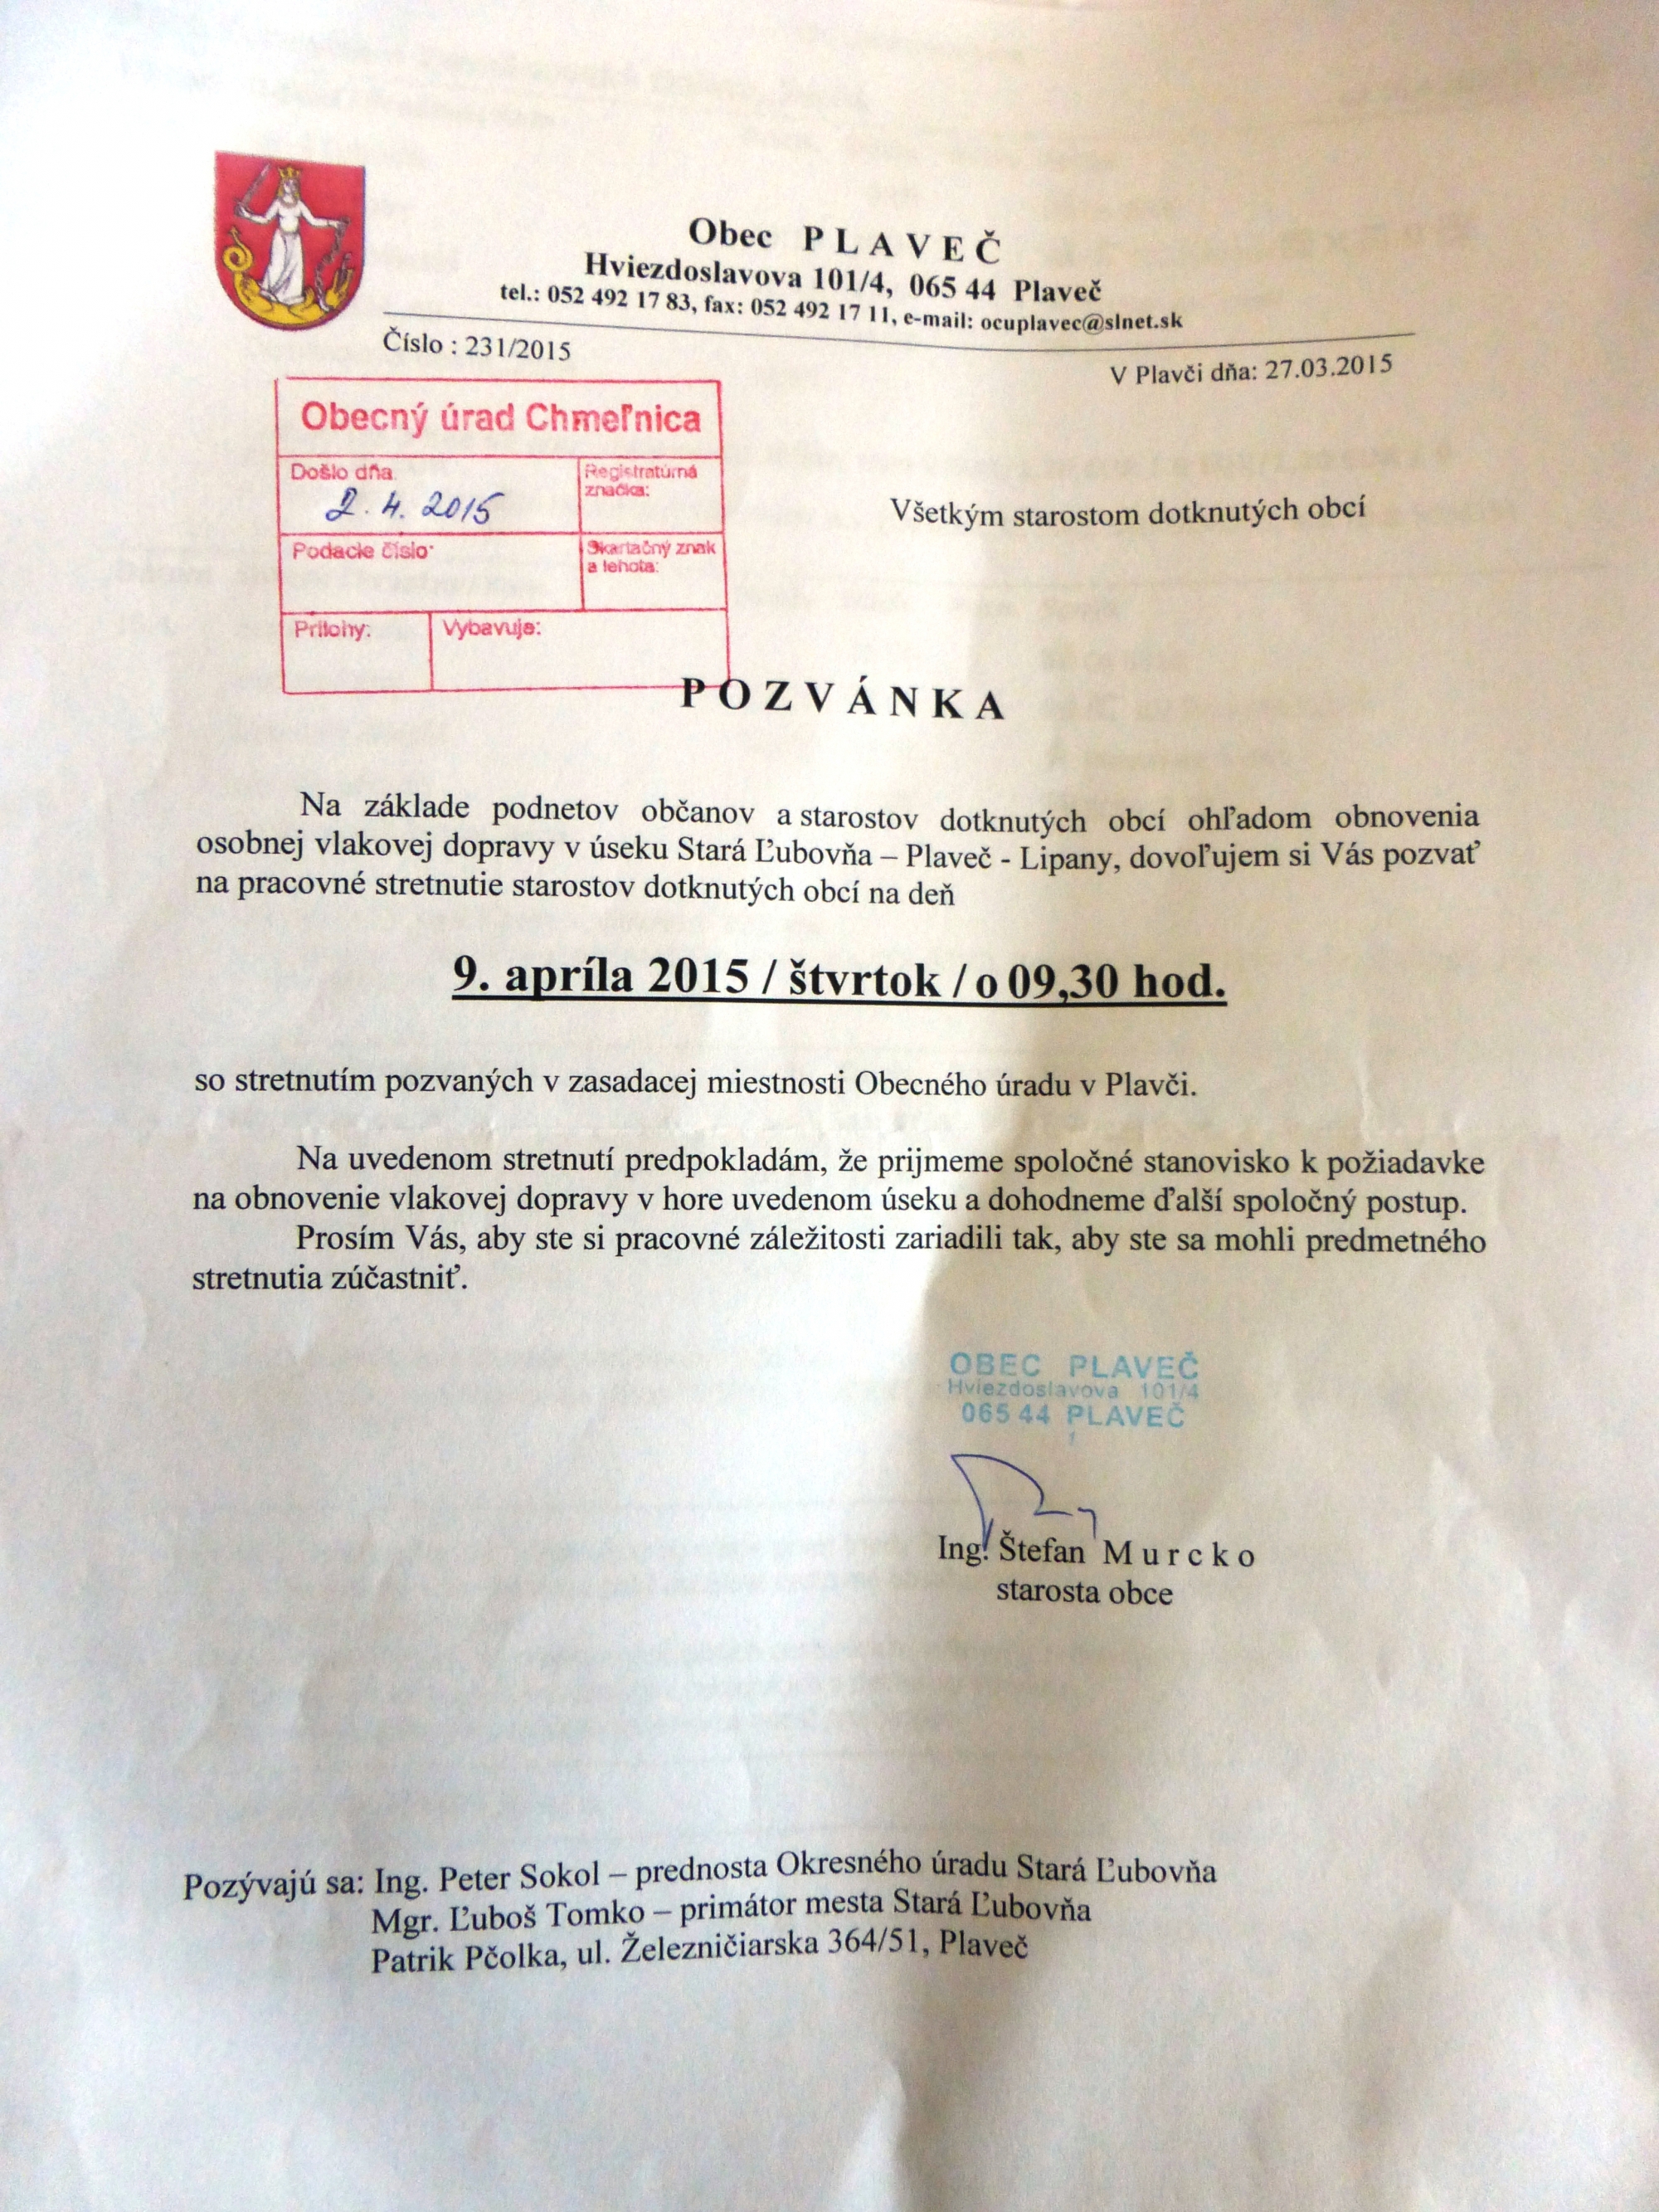 Obec PLAVEČ
Hviezdoslavova 101/4, 065 44 Plaveč
tel.: 052 492 17 83, fax: 052 492 17 11, e-mail: ocuplavec@slnet.sk
Číslo : 231/2015
V Plavči dňa: 27.03.2015
Obecný úrad Chmeľnica
Došlo dňa
2. 4. 2015
Registratúrna
značka:
Podacie číslo:
Skartačný znak
a lehota:
Prílohy:
Vybavuje:
Všetkým starostom dotknutých obcí
POZVÁNKA
Na základe podnetov občanov a starostov dotknutých obcí ohľadom obnovenia
osobnej vlakovej dopravy v úseku Stará Ľubovňa – Plaveč - Lipany, dovoľujem si Vás pozvať
na pracovné stretnutie starostov dotknutých obcí na deň
9. apríla 2015 / štvrtok / o 09,30 hod.
so stretnutím pozvaných v zasadacej miestnosti Obecného úradu v Plavči.
Na uvedenom stretnutí predpokladám, že prijmeme spoločné stanovisko k požiadavke
na obnovenie vlakovej dopravy v hore uvedenom úseku a dohodneme ďalší spoločný postup.
Prosím Vás, aby ste si pracovné záležitosti zariadili tak, aby ste sa mohli predmetného
stretnutia zúčastniť.
OBEC PLAVEČ
Hviezdoslavova 101/4
065 44 PLAVEČ
Ing. Štefan Murcko
starosta obce
Pozývajú sa: Ing. Peter Sokol – prednosta Okresného úradu Stará Ľubovňa
Mgr. Ľuboš Tomko – primátor mesta Stará Ľubovňa
Patrik Pčolka, ul. Železničiarska 364/51, Plaveč